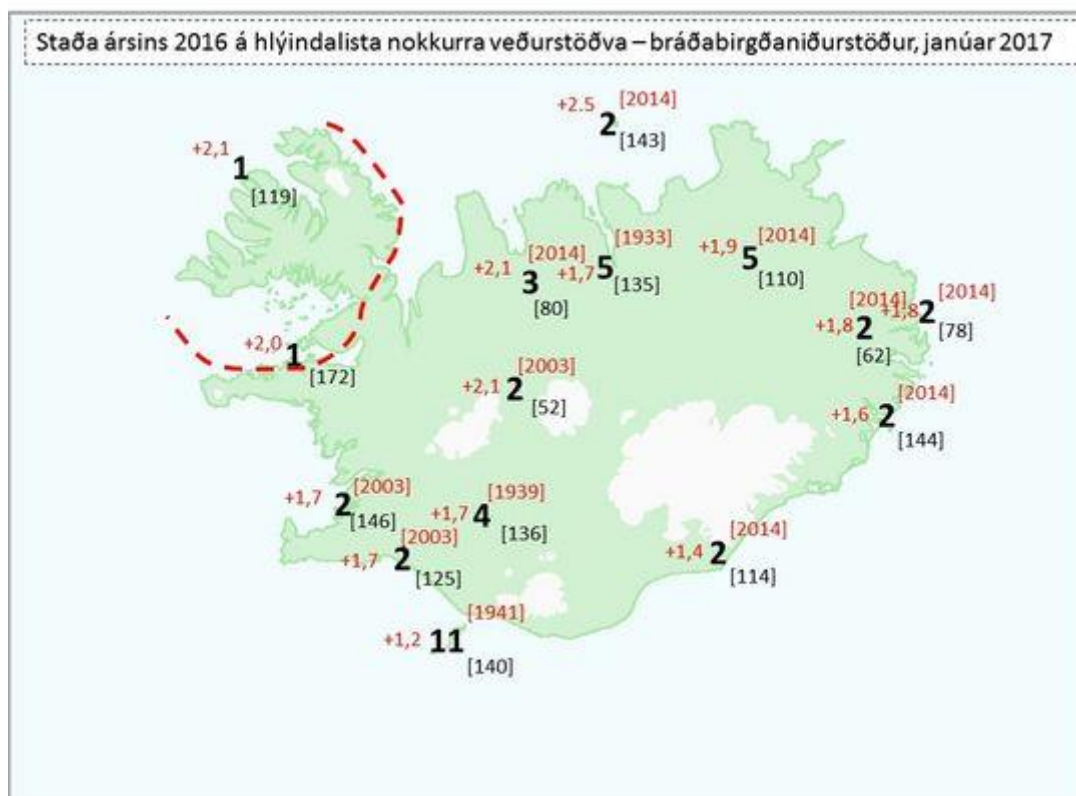 Staða ársins 2016 á hlýindalista nokkurra veðurstöðva – bráðabirgðaniðurstöður, janúar 2017
+2.5 2 [2014]
[143]
+2,1 1
[119]
+2,1 3 [2014]
[80]
+1,7 5 [1933]
[135]
+1,9 5 [2014]
[110]
+1,8 2 [2014]
[62]
+1,8 2 [2014]
[78]
+2,0 1
[172]
+2,1 2 [2003]
[52]
+1,6 2 [2014]
[144]
+1,7 2 [2003]
[146]
+1,7 4 [1939]
[136]
+1,7 2 [2003]
[125]
+1,4 2 [2014]
[114]
+1,2 11 [1941]
[140]